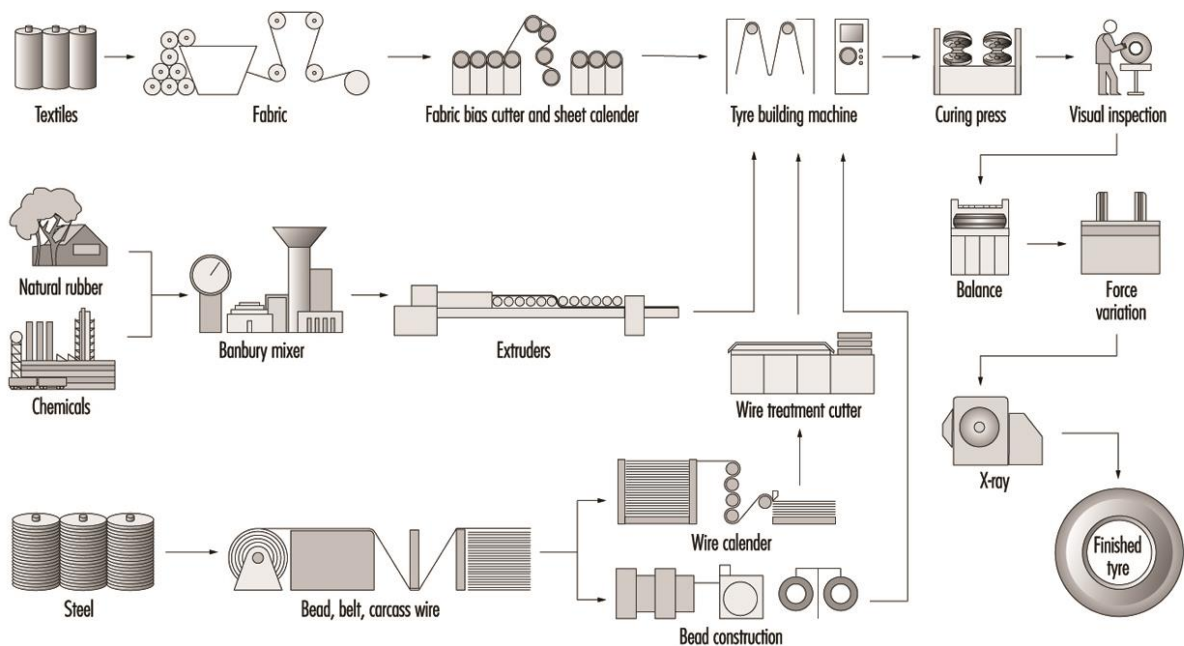 Textiles
Fabric
Fabric bias cutter and sheet calender
Tyre building machine
Curing press
Visual inspection
Natural rubber
Chemicals
Banbury mixer
Extruders
Wire treatment cutter
Balance
Force
variation
X-ray
Steel
Bead, belt, carcass wire
Wire calender
Bead construction
Finished
tyre